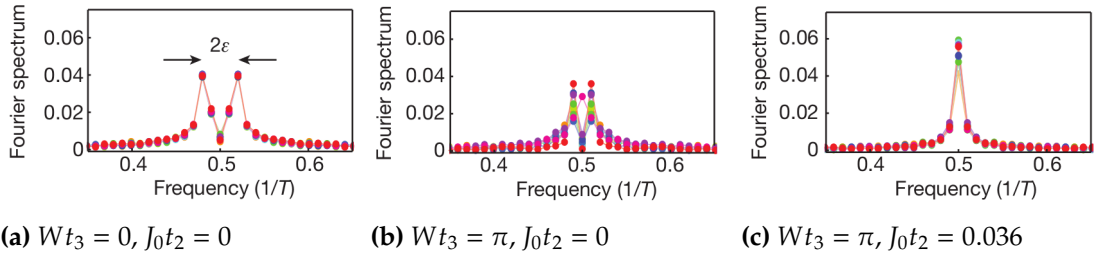 Fourier spectrum
0.06
0.04
0.02
0
2ε
0.4
0.5
0.6
Frequency (1/T)
(a) Wt₃ = 0, J₀t₂ = 0
Fourier spectrum
0.06
0.04
0.02
0
0.4
0.5
0.6
Frequency (1/T)
(b) Wt₃ = π, J₀t₂ = 0
Fourier spectrum
0.06
0.04
0.02
0
0.4
0.5
0.6
Frequency (1/T)
(c) Wt₃ = π, J₀t₂ = 0.036